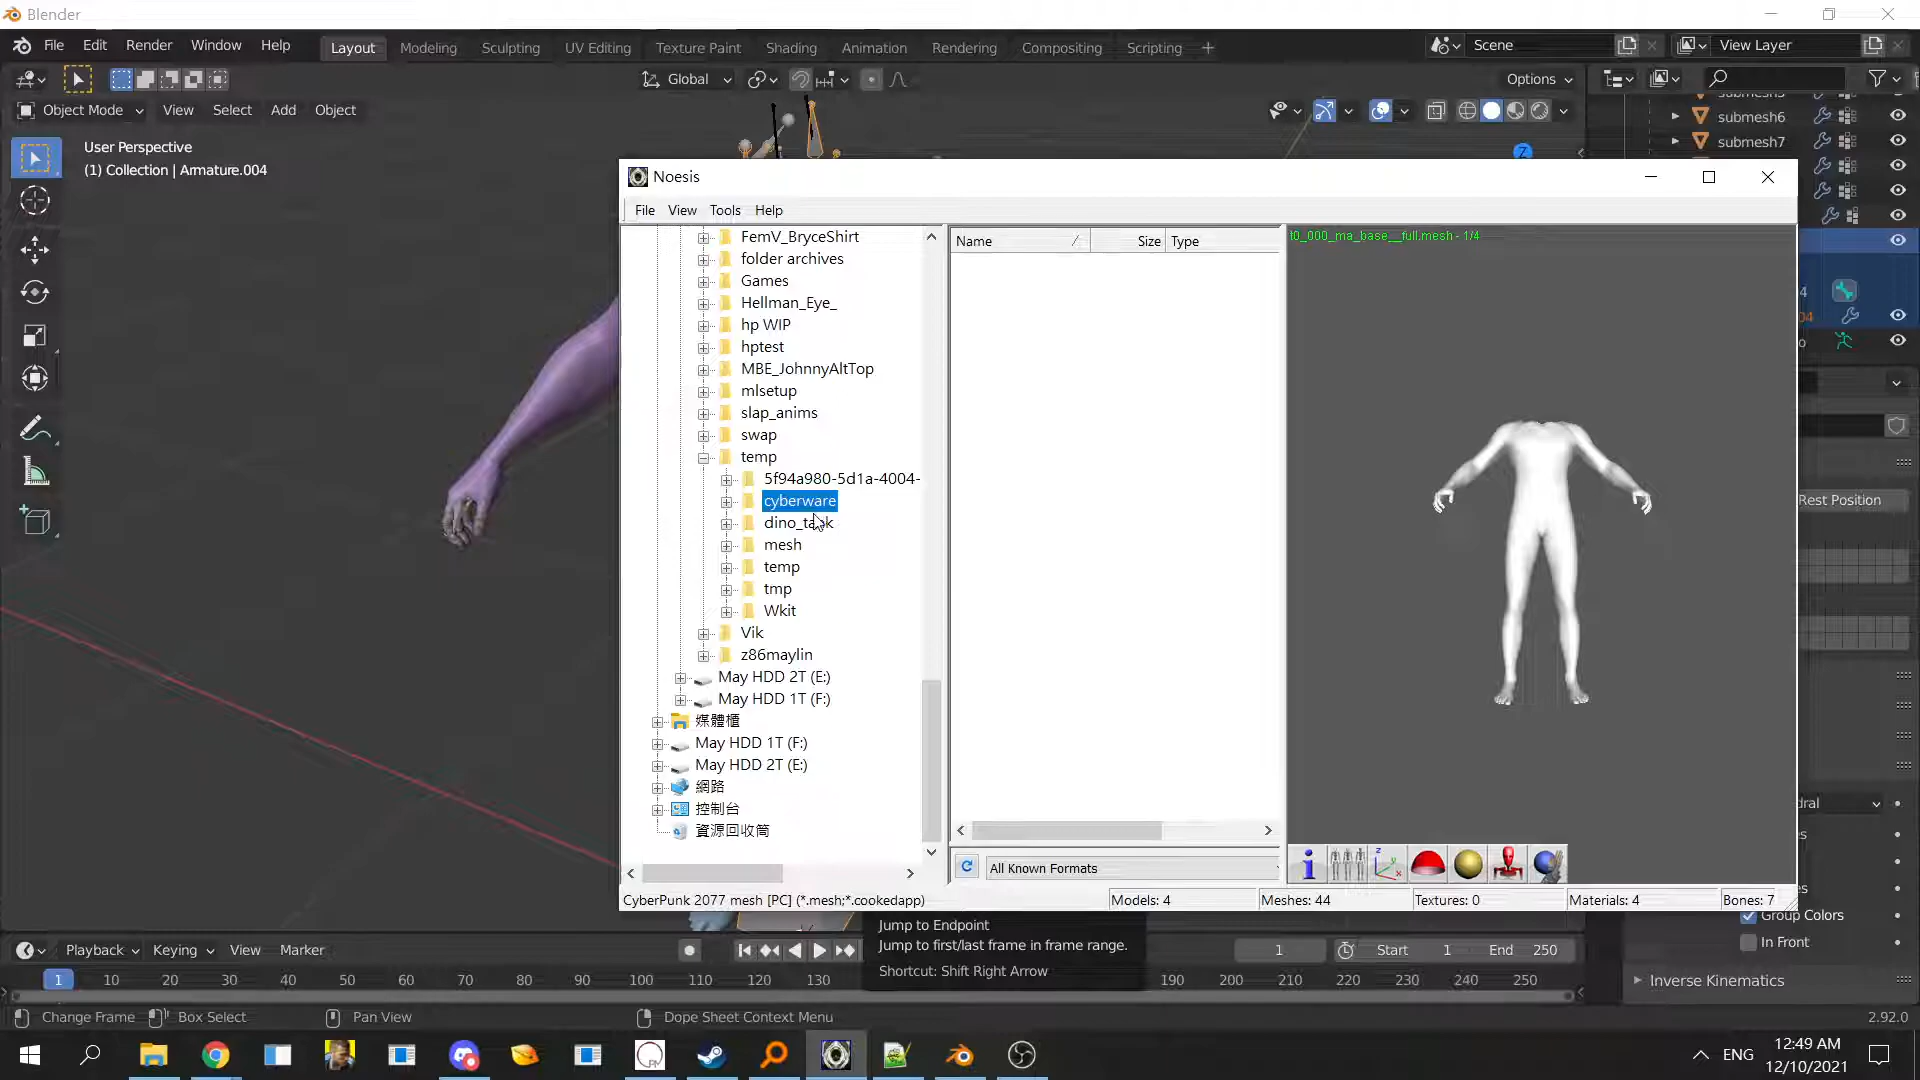 Blender
File Edit Render Window Help Layout Modeling Sculpting UV Editing Texture Paint Shading Animation Rendering Compositing Scripting + Scene View Layer
Global Options
Object Mode View Select Add Object
User Perspective
(1) Collection | Armature.004
submesh6
submesh7
Z
Noesis
File View Tools Help
FemV_BryceShirt
folder archives
Games
Hellman_Eye_
hp WIP
hptest
MBE_JohnnyAltTop
mlsetup
slap_anims
swap
temp
5f94a980-5d1a-4004-
cyberware
dino_task
mesh
temp
tmp
Wkit
Vik
z86maylin
May HDD 2T (E:)
May HDD 1T (F:)
媒體櫃
May HDD 1T (F:)
May HDD 2T (E:)
網路
控制台
資源回收筒
Name Size Type
All Known Formats
t0_000_ma_base__full.mesh - 1/4
CyberPunk 2077 mesh [PC] (*.mesh;*.cookedapp) Models: 4 Meshes: 44 Textures: 0 Materials: 4 Bones: 7
Rest Position
Group Colors
In Front
Inverse Kinematics
Jump to Endpoint
Jump to first/last frame in frame range.
Shortcut: Shift Right Arrow
Playback Keying View Marker 1 Start 1 End 250
1 10 20 30 40 50 60 70 80 90 100 110 120 130 190 200 210 220 230 240 250
Change Frame Box Select Pan View Dope Sheet Context Menu 2.92.0
ENG 12:49 AM
12/10/2021